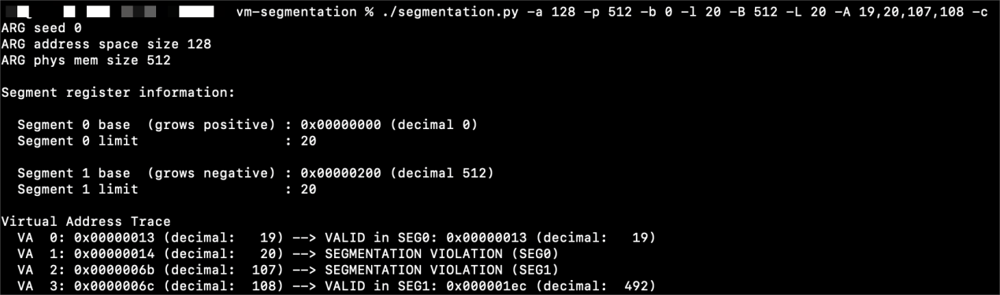 vm-segmentation % ./segmentation.py -a 128 -p 512 -b 0 -l 20 -B 512 -L 20 -A 19,20,107,108 -c
ARG seed 0
ARG address space size 128
ARG phys mem size 512
Segment register information:
Segment 0 base  (grows positive) : 0x00000000 (decimal 0)
Segment 0 limit                  : 20
Segment 1 base  (grows negative) : 0x00000200 (decimal 512)
Segment 1 limit                  : 20
Virtual Address Trace
VA  0: 0x00000013 (decimal:   19) --> VALID in SEG0: 0x00000013 (decimal:   19)
VA  1: 0x00000014 (decimal:   20) --> SEGMENTATION VIOLATION (SEG0)
VA  2: 0x0000006b (decimal:  107) --> SEGMENTATION VIOLATION (SEG1)
VA  3: 0x0000006c (decimal:  108) --> VALID in SEG1: 0x000001ec (decimal:  492)